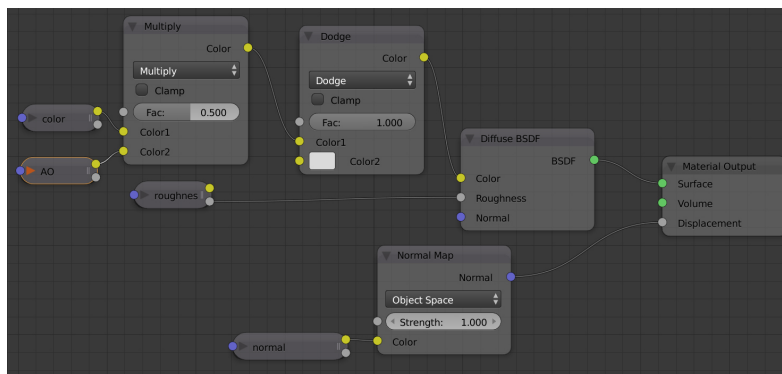 Multiply
Color
Multiply
Clamp
Fac: 0.500
Color1
Color2
color
AO
Dodge
Color
Dodge
Clamp
Fac: 1.000
Color1
Color2
roughnes
Diffuse BSDF
BSDF
Color
Roughness
Normal
Material Output
Surface
Volume
Displacement
Normal Map
Normal
Object Space
Strength: 1.000
Color
normal